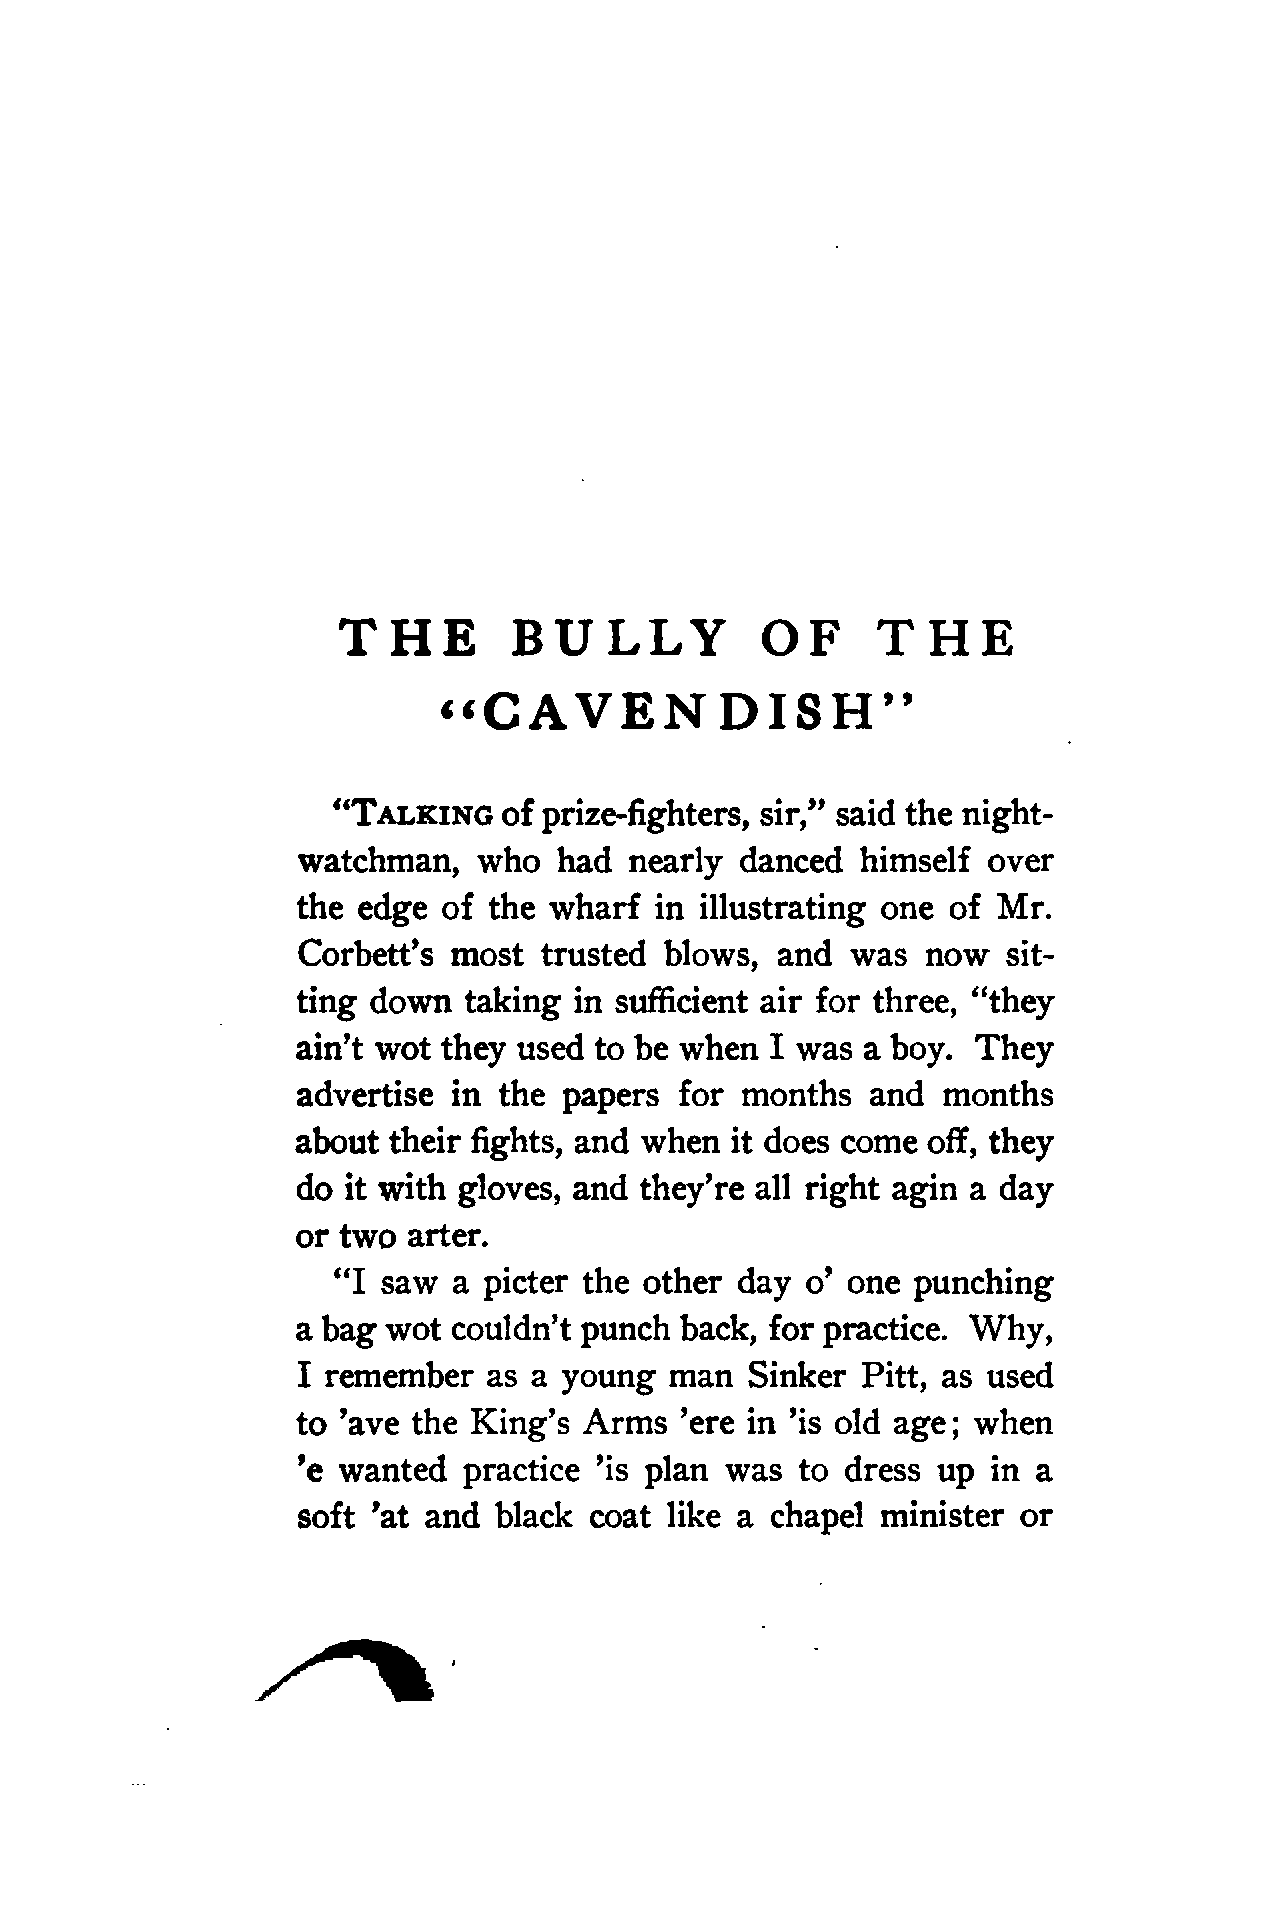 THE BULLY OF THE
“CAVENDISH”
“TALKING of prize-fighters, sir,” said the night-
watchman, who had nearly danced himself over
the edge of the wharf in illustrating one of Mr.
Corbett’s most trusted blows, and was now sit-
ting down taking in sufficient air for three, “they
ain’t wot they used to be when I was a boy. They
advertise in the papers for months and months
about their fights, and when it does come off, they
do it with gloves, and they’re all right agin a day
or two arter.
“I saw a picter the other day o’ one punching
a bag wot couldn’t punch back, for practice. Why,
I remember as a young man Sinker Pitt, as used
to ’ave the King’s Arms ’ere in ’is old age; when
’e wanted practice ’is plan was to dress up in a
soft ’at and black coat like a chapel minister or